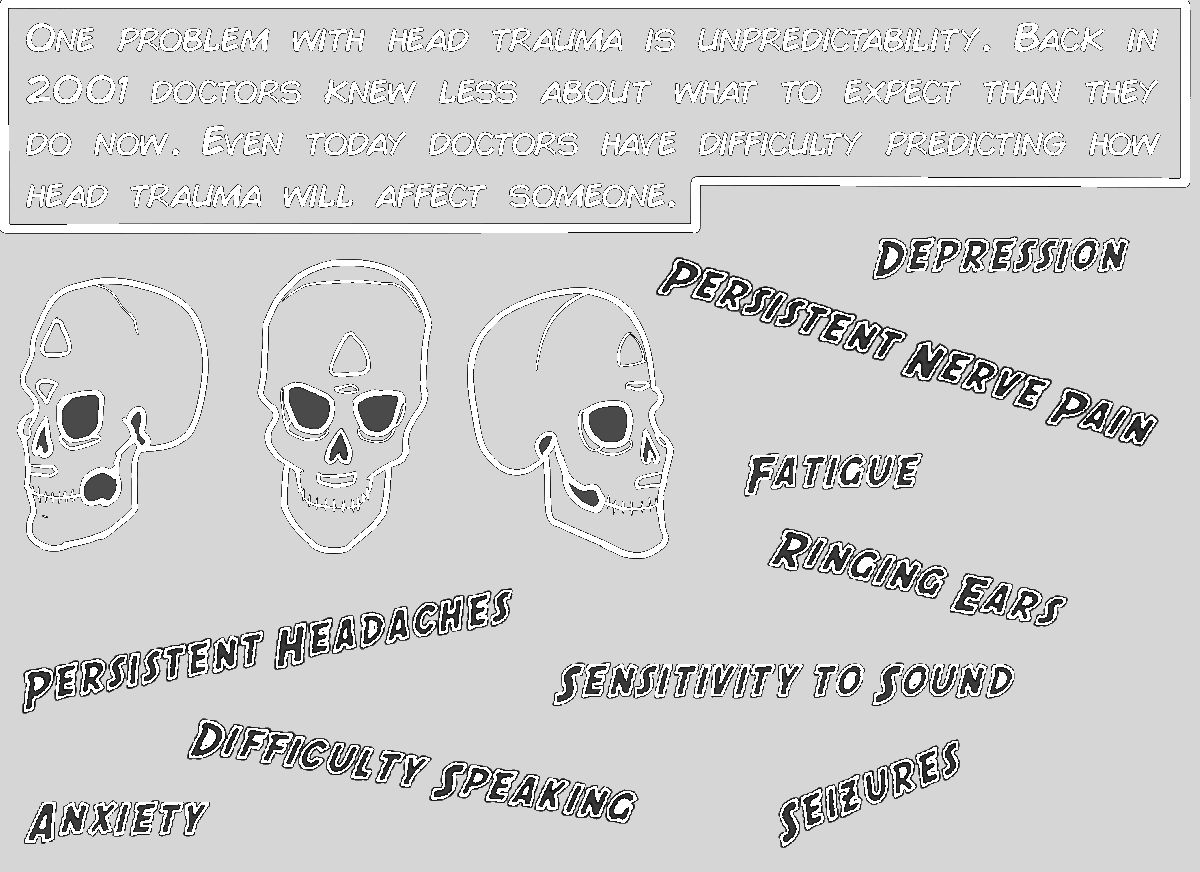 One problem with head trauma is unpredictability. Back in
2001 doctors knew less about what to expect than they
do now. Even today doctors have difficulty predicting how
head trauma will affect someone.
Depression
Persistent Nerve Pain
Fatigue
Ringing Ears
Persistent Headaches
Sensitivity to Sound
Difficulty Speaking
Seizures
Anxiety